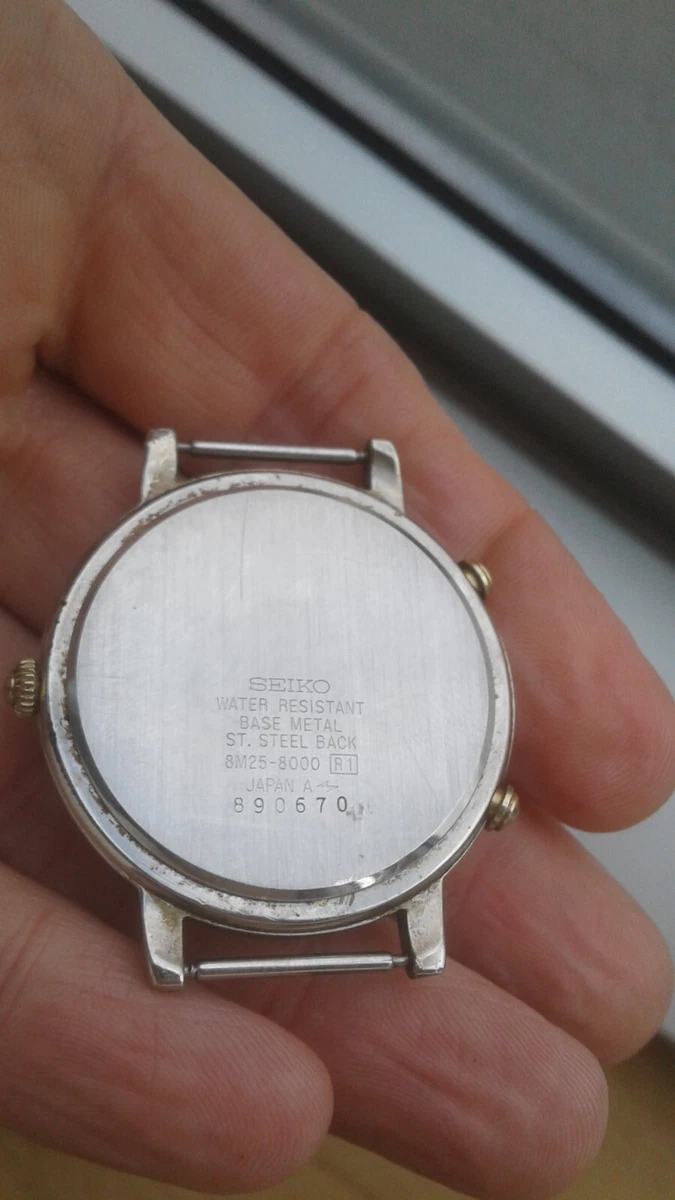 SEIKO
WATER RESISTANT
BASE METAL
ST. STEEL BACK
8M25-8000 R1
JAPAN A
890670